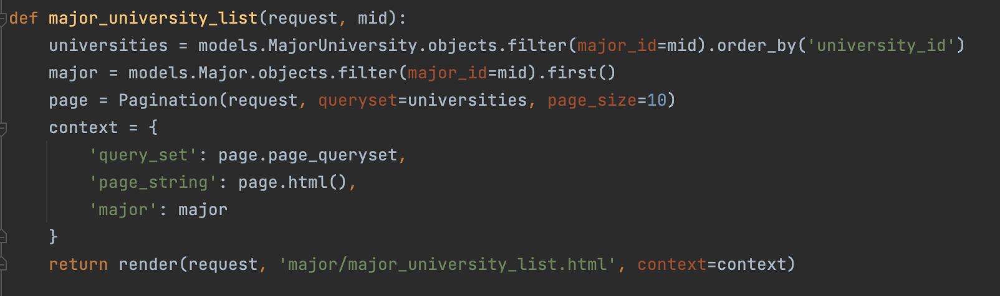 def major_university_list(request, mid):
    universities = models.MajorUniversity.objects.filter(major_id=mid).order_by('university_id')
    major = models.Major.objects.filter(major_id=mid).first()
    page = Pagination(request, queryset=universities, page_size=10)
    context = {
        'query_set': page.page_queryset,
        'page_string': page.html(),
        'major': major
    }
    return render(request, 'major/major_university_list.html', context=context)